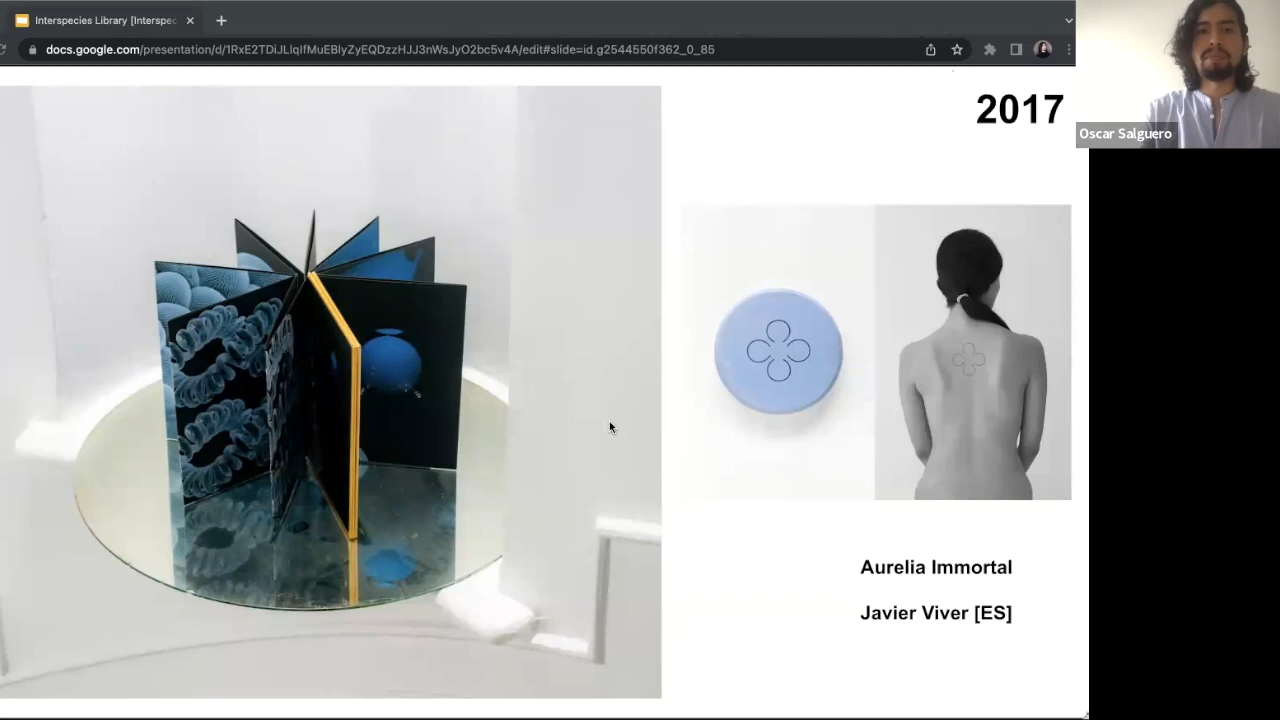 Interspecies Library [Interspec
docs.google.com/presentation/d/1RxE2TDiJLlqIfMuEBlyZyEQDzzHJJ3nWsJyO2bc5v4A/edit#slide=id.g2544550f362_0_85
2017
Oscar Salguero
Aurelia Immortal
Javier Viver [ES]